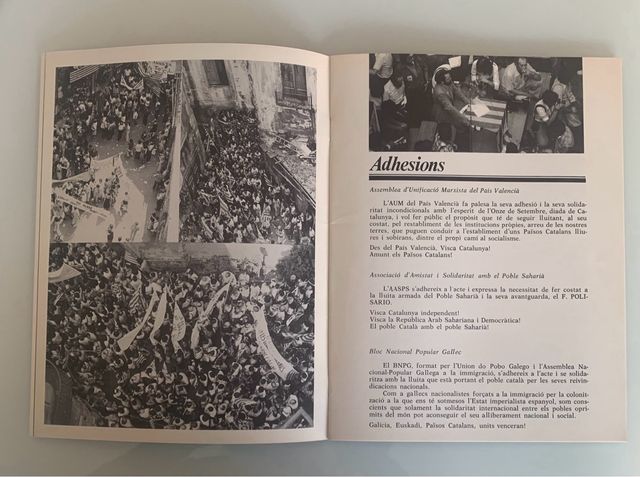 Adhesions
Assemblea d'Unificació Marxista del País Valencià
L'AUM del País Valencià fa palesa la seva adhesió i la seva solida-
ritat incondicionals amb l'esperit de l'Onze de Setembre, diada de Ca-
talunya, i vol fer públic el propòsit que té de seguir lluitant, al seu
costat, pel restabliment de les institucions pròpies, arreu de les nostres
terres, que puguen conduir a l'establiment d'uns Països Catalans lliu-
res i sobirans, dintre el propi camí al socialisme.
Des del País Valencià, Visca Catalunya!
Amunt els Països Catalans!
Associació d'Amistat i Solidaritat amb el Poble Saharià
L'AASPS s'adhereix a l'acte i expressa la necessitat de fer costat a
la lluita armada del Poble Saharià i la seva avantguarda, el F. POLI-
SARIO.
Visca Catalunya independent!
Visca la República Arab Sahariana i Democràtica!
El poble Català amb el poble Saharià!
Bloc Nacional Popular Gallec
El BNPG, format per l'Union do Pobo Galego i l'Assemblea Na-
cional-Popular Gallega a la immigració, s'adhereix a l'acte i se solida-
ritza amb la lluita que està portant el poble català per les seves reivin-
dicacions nacionals.
Com a gallecs nacionalistes forçats a la immigració per la colonit-
zació a la que ens té sotmesos l'Estat imperialista espanyol, som cons-
cients que solament la solidaritat internacional entre els pobles opri-
mits del món pot aconseguir el seu alliberament nacional i social.
Galícia, Euskadi, Països Catalans, units venceran!